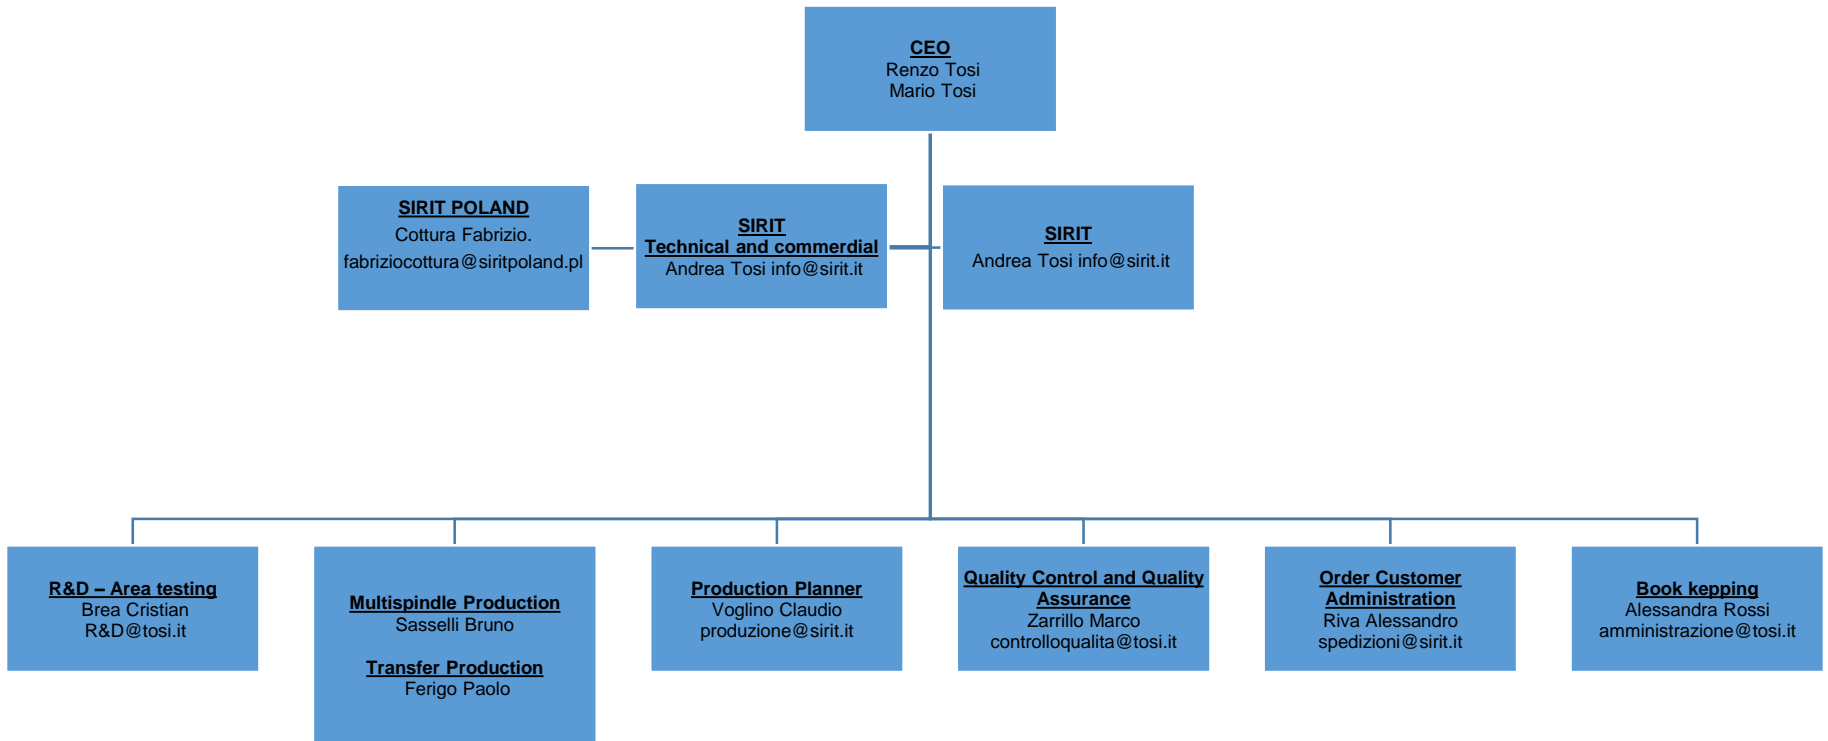 CEO
Renzo Tosi
Mario Tosi
SIRIT POLAND
Cottura Fabrizio.
fabriziocottura@siritpoland.pl
SIRIT
Technical and commerdial
Andrea Tosi info@sirit.it
SIRIT
Andrea Tosi info@sirit.it
R&D – Area testing
Brea Cristian
R&D@tosi.it
Multispindle Production
Sasselli Bruno
Transfer Production
Ferigo Paolo
Production Planner
Voglino Claudio
produzione@sirit.it
Quality Control and Quality
Assurance
Zarrillo Marco
controlloqualita@tosi.it
Order Customer
Administration
Riva Alessandro
spedizioni@sirit.it
Book kepping
Alessandra Rossi
amministrazione@tosi.it